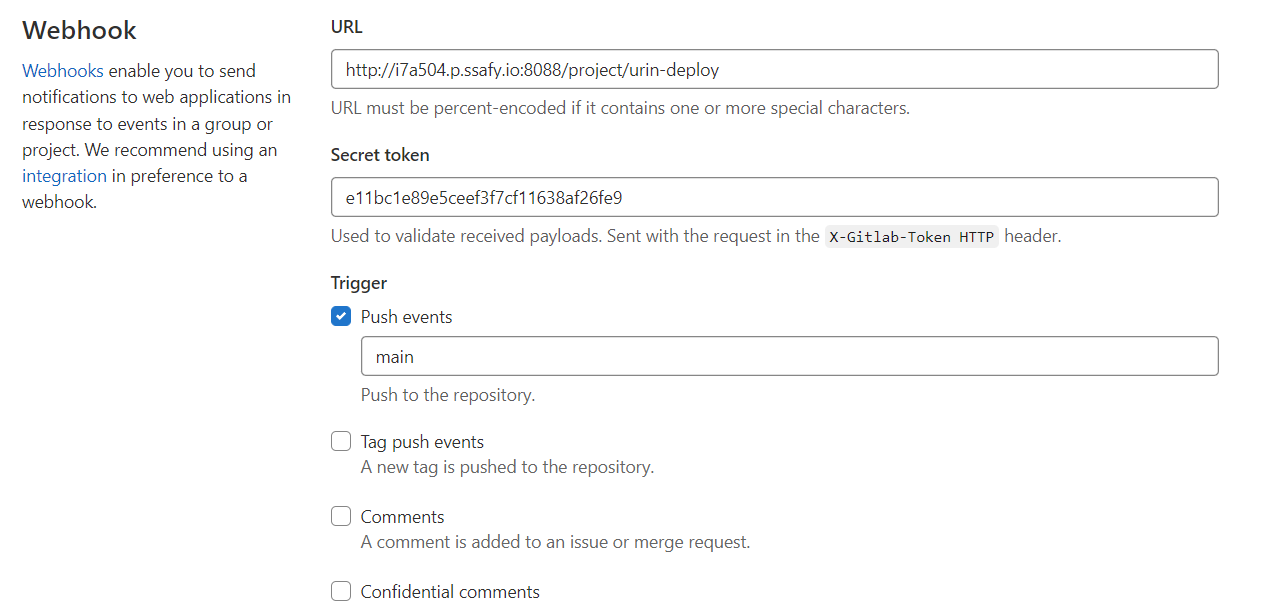 Webhook
Webhooks enable you to send
notifications to web applications in
response to events in a group or
project. We recommend using an
integration in preference to a
webhook.
URL
http://i7a504.p.ssafy.io:8088/project/urin-deploy
URL must be percent-encoded if it contains one or more special characters.
Secret token
e11bc1e89e5ceef3f7cf11638af26fe9
Used to validate received payloads. Sent with the request in the X-Gitlab-Token HTTP header.
Trigger
Push events
main
Push to the repository.
Tag push events
A new tag is pushed to the repository.
Comments
A comment is added to an issue or merge request.
Confidential comments